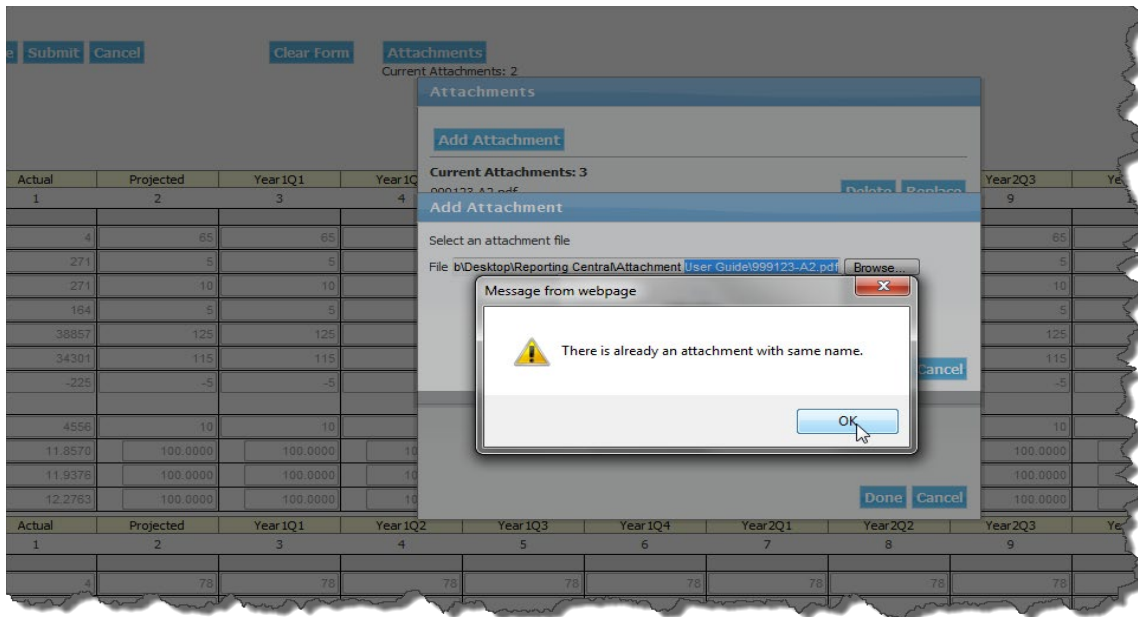 Submit Cancel Clear Form Attachments
Current Attachments: 2
Attachments
Add Attachment
Current Attachments: 3
999123-A2.pdf Delete Replace
Actual Projected Year1Q1 Year2Q3
1 2 3 4 9
Add Attachment
Select an attachment file
File b\Desktop\Reporting Central\Attachment User Guide\999123-A2.pdf Browse...
Message from webpage
There is already an attachment with same name.
OK
Cancel
4 65 65 65
271 5 5 5
271 10 10 10
164 5 5 5
38857 125 125 125
34301 115 115 115
-225 -5 -5 -5
4556 10 10 10
11.8570 100.0000 100.0000 100.0000
11.9376 100.0000 100.0000 100.0000
12.2763 100.0000 100.0000 100.0000
Done Cancel
Actual Projected Year1Q1 Year1Q2 Year1Q3 Year1Q4 Year2Q1 Year2Q2 Year2Q3
1 2 3 4 5 6 7 8 9
4 78 78 78 78 78 78 78 78